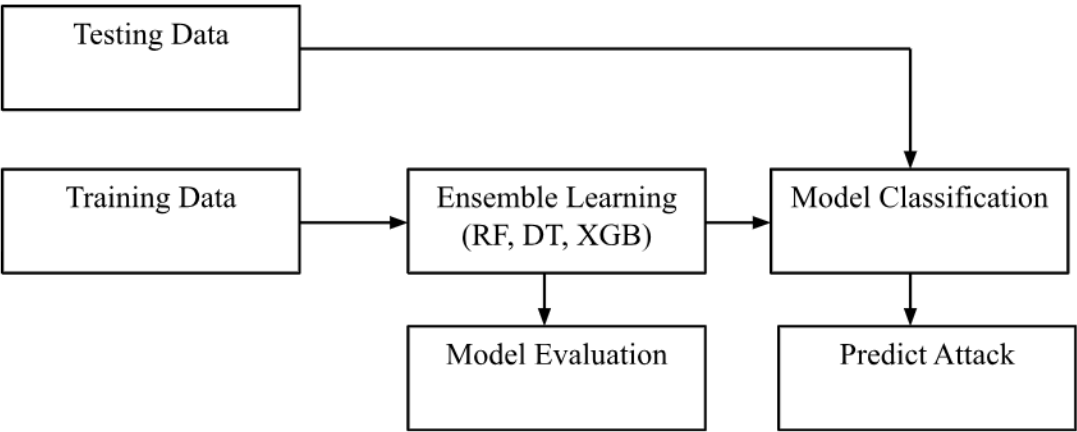 Testing Data
Training Data
Ensemble Learning
(RF, DT, XGB)
Model Classification
Model Evaluation
Predict Attack